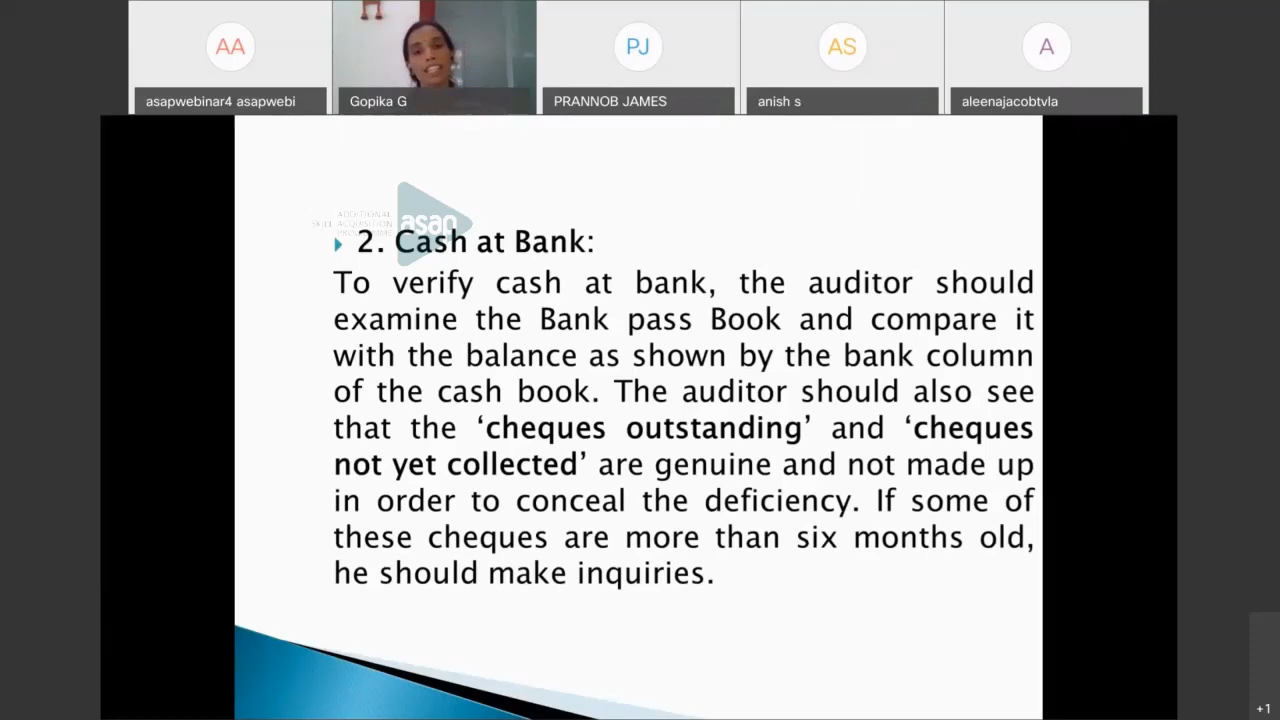 AA
PJ
AS
A
asapwebinar4 asapwebi
Gopika G
PRANNOB JAMES
anish s
aleenajacobtvla
ADDITIONAL
SKILL ACQUISITION
PROGRAMME
asap
2. Cash at Bank:
To verify cash at bank, the auditor should
examine the Bank pass Book and compare it
with the balance as shown by the bank column
of the cash book. The auditor should also see
that the ‘cheques outstanding’ and ‘cheques
not yet collected’ are genuine and not made up
in order to conceal the deficiency. If some of
these cheques are more than six months old,
he should make inquiries.
+1